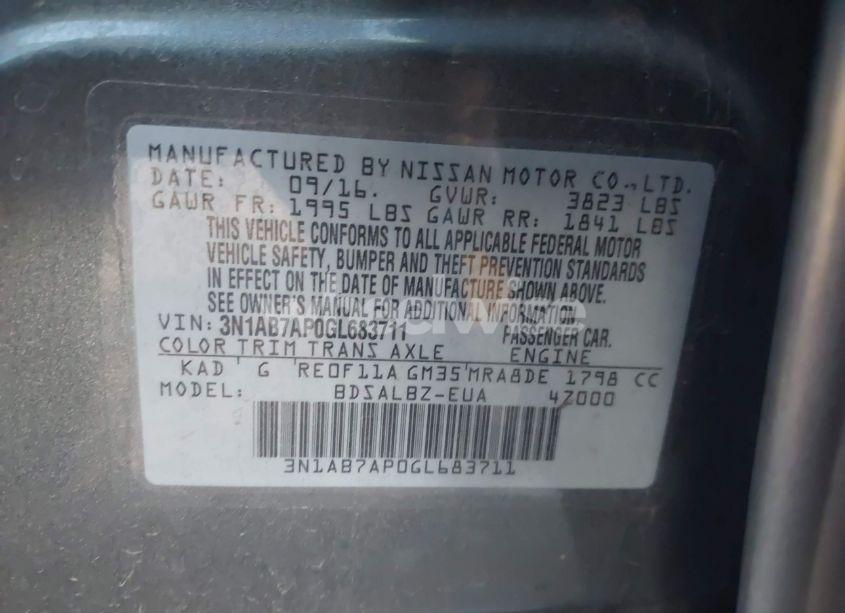 MANUFACTURED BY NISSAN MOTOR CO.,LTD.
DATE: 09/16. GVWR: 3823 LBS
GAWR FR: 1995 LBS GAWR RR: 1841 LBS
THIS VEHICLE CONFORMS TO ALL APPLICABLE FEDERAL MOTOR
VEHICLE SAFETY, BUMPER AND THEFT PREVENTION STANDARDS
IN EFFECT ON THE DATE OF MANUFACTURE SHOWN ABOVE.
SEE OWNER'S MANUAL FOR ADDITIONAL INFORMATION.
VIN: 3N1AB7AP0GL683711 PASSENGER CAR.
COLOR TRIM TRANS AXLE ENGINE
KAD G RE0F11A GM35 MRA8DE 1798 CC
MODEL: BDSALBZ-EUA 4Z000
3N1AB7AP0GL683711